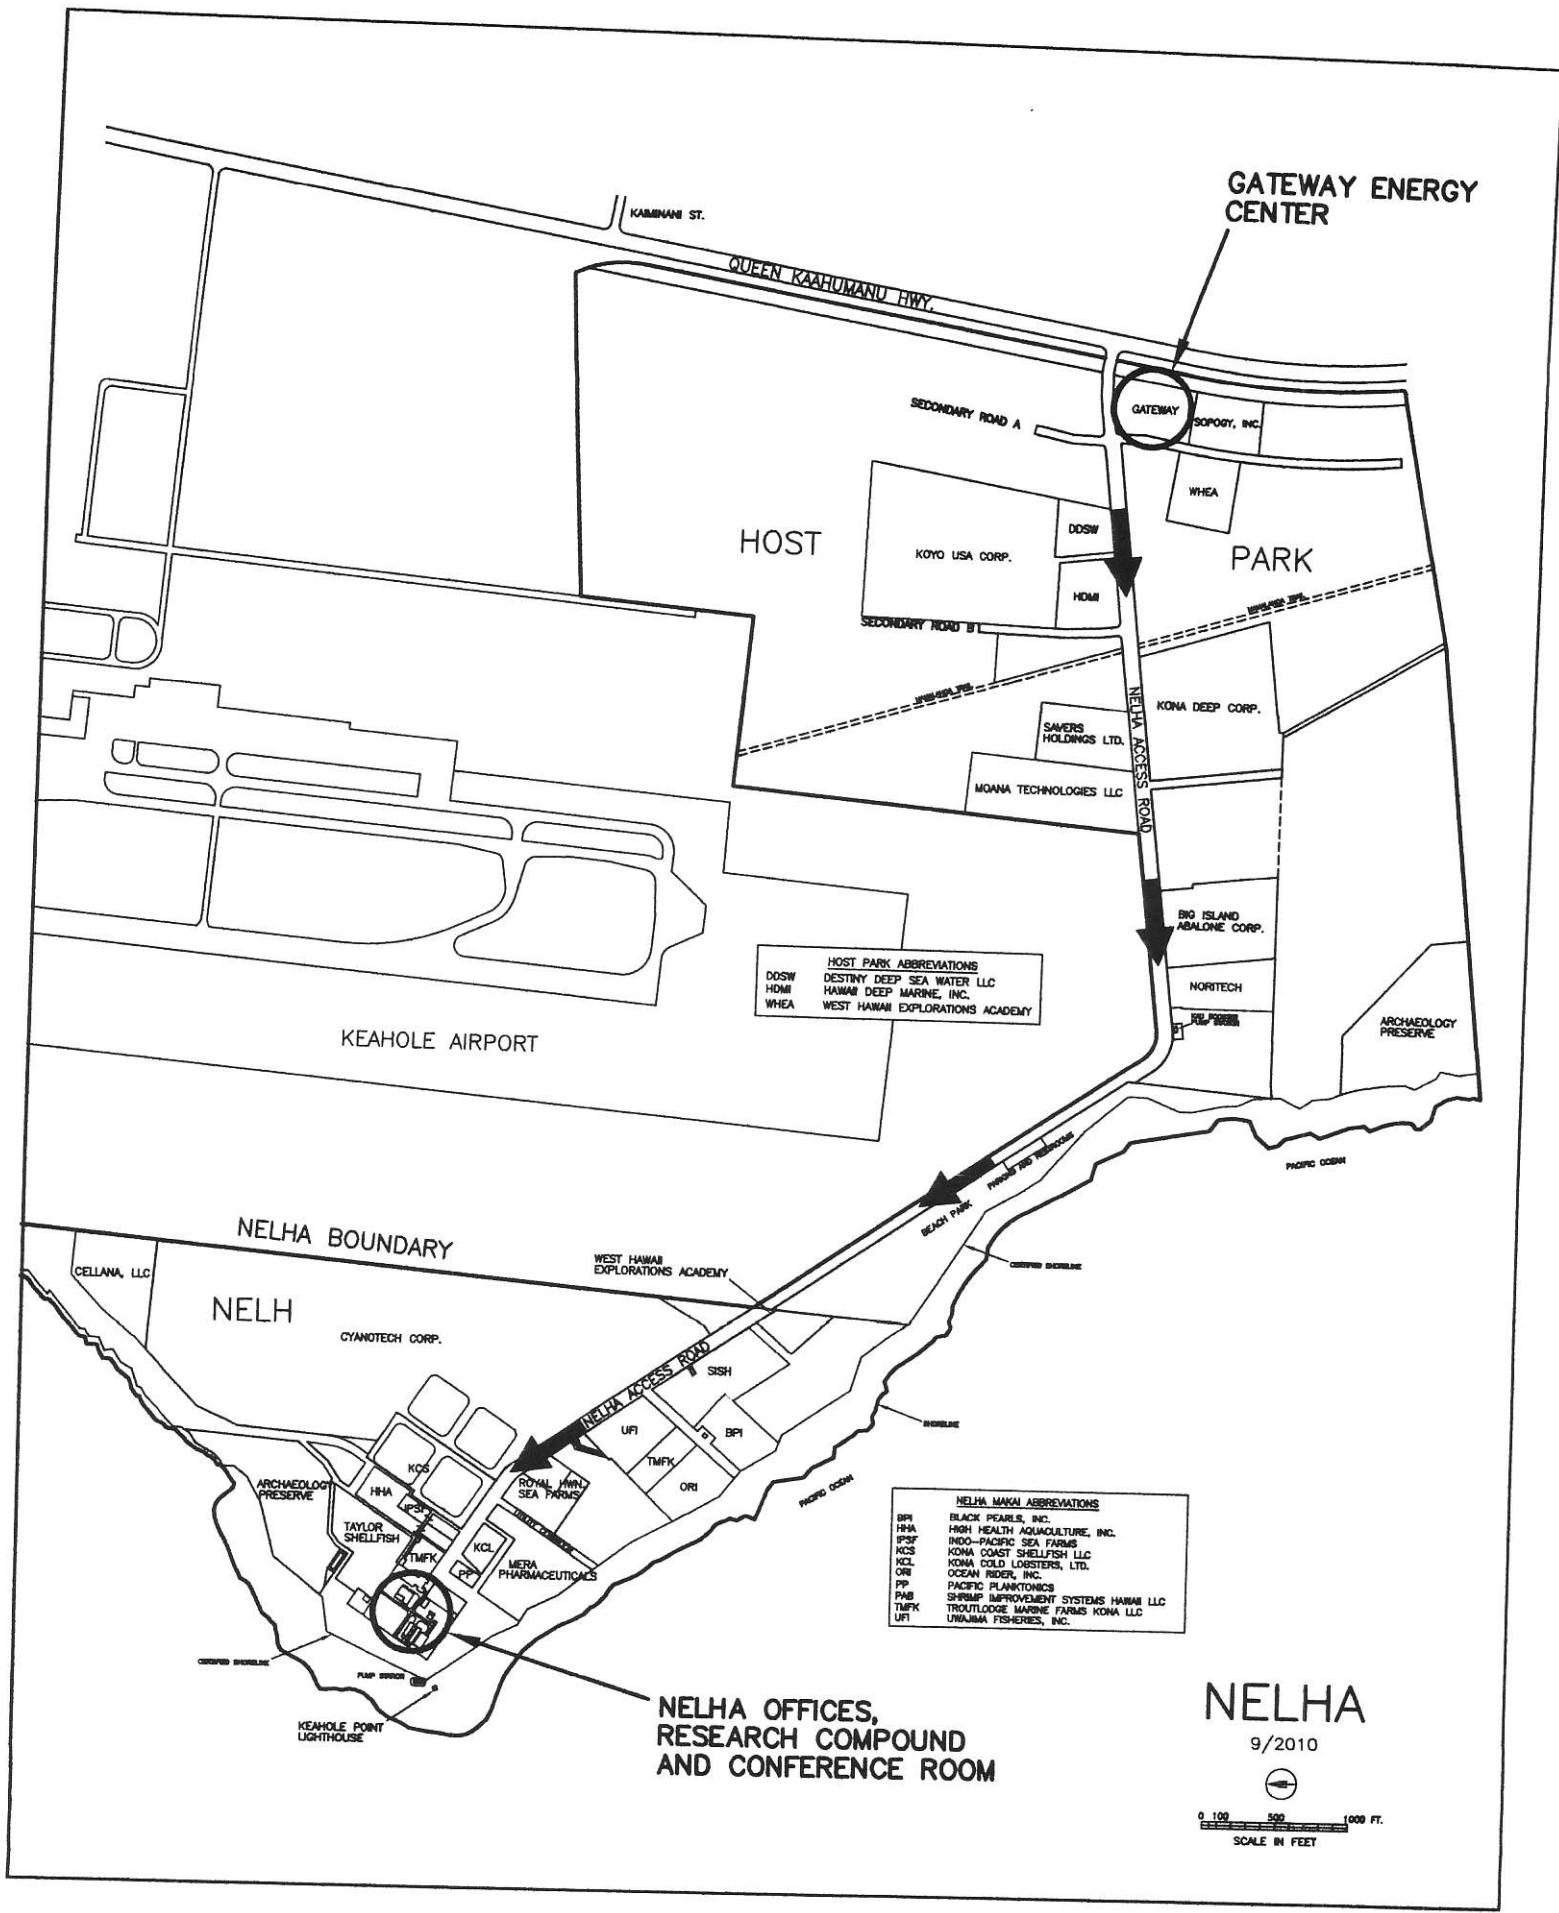 GATEWAY ENERGY
CENTER
KAIMINANI ST.
QUEEN KAAHUMANU HWY.
SECONDARY ROAD A
GATEWAY
SOPOGY, INC.
WHEA
DDSW
HOST
PARK
KOYO USA CORP.
HDMI
SECONDARY ROAD B
KONA DEEP CORP.
NELHA ACCESS ROAD
SAVERS
HOLDINGS LTD.
MOANA TECHNOLOGIES LLC
BIG ISLAND
ABALONE CORP.
NORITECH
ARCHAEOLOGY
PRESERVE
HOST PARK ABBREVIATIONS
DDSW DESTINY DEEP SEA WATER LLC
HDMI HAWAII DEEP MARINE, INC.
WHEA WEST HAWAII EXPLORATIONS ACADEMY
KEAHOLE AIRPORT
PARKING AND RESTROOMS
PACIFIC OCEAN
BEACH PARK
NELHA BOUNDARY
WEST HAWAII
EXPLORATIONS ACADEMY
CERTIFIED SHORELINE
CELLANA, LLC
NELH
CYANOTECH CORP.
NELHA ACCESS ROAD
SISH
UFI
BPI
SHORELINE
TMFK
ORI
PACIFIC OCEAN
KCS
ROYAL HWN.
SEA FARMS
ARCHAEOLOGY
PRESERVE
HHA
IPSF
UTILITY CORRIDOR
TAYLOR
SHELLFISH
TMFK
KCL
PP
MERA
PHARMACEUTICALS
NELHA MAKAI ABBREVIATIONS
BPI BLACK PEARLS, INC.
HHA HIGH HEALTH AQUACULTURE, INC.
IPSF INDO-PACIFIC SEA FARMS
KCS KONA COAST SHELLFISH LLC
KCL KONA COLD LOBSTERS, LTD.
ORI OCEAN RIDER, INC.
PP PACIFIC PLANKTONICS
PAB SHRIMP IMPROVEMENT SYSTEMS HAWAII LLC
TMFK TROUTLODGE MARINE FARMS KONA LLC
UFI UWAJIMA FISHERIES, INC.
CERTIFIED SHORELINE
PUMP STATION
KEAHOLE POINT
LIGHTHOUSE
NELHA OFFICES,
RESEARCH COMPOUND
AND CONFERENCE ROOM
NELHA
9/2010
0 100 500 1000 FT.
SCALE IN FEET